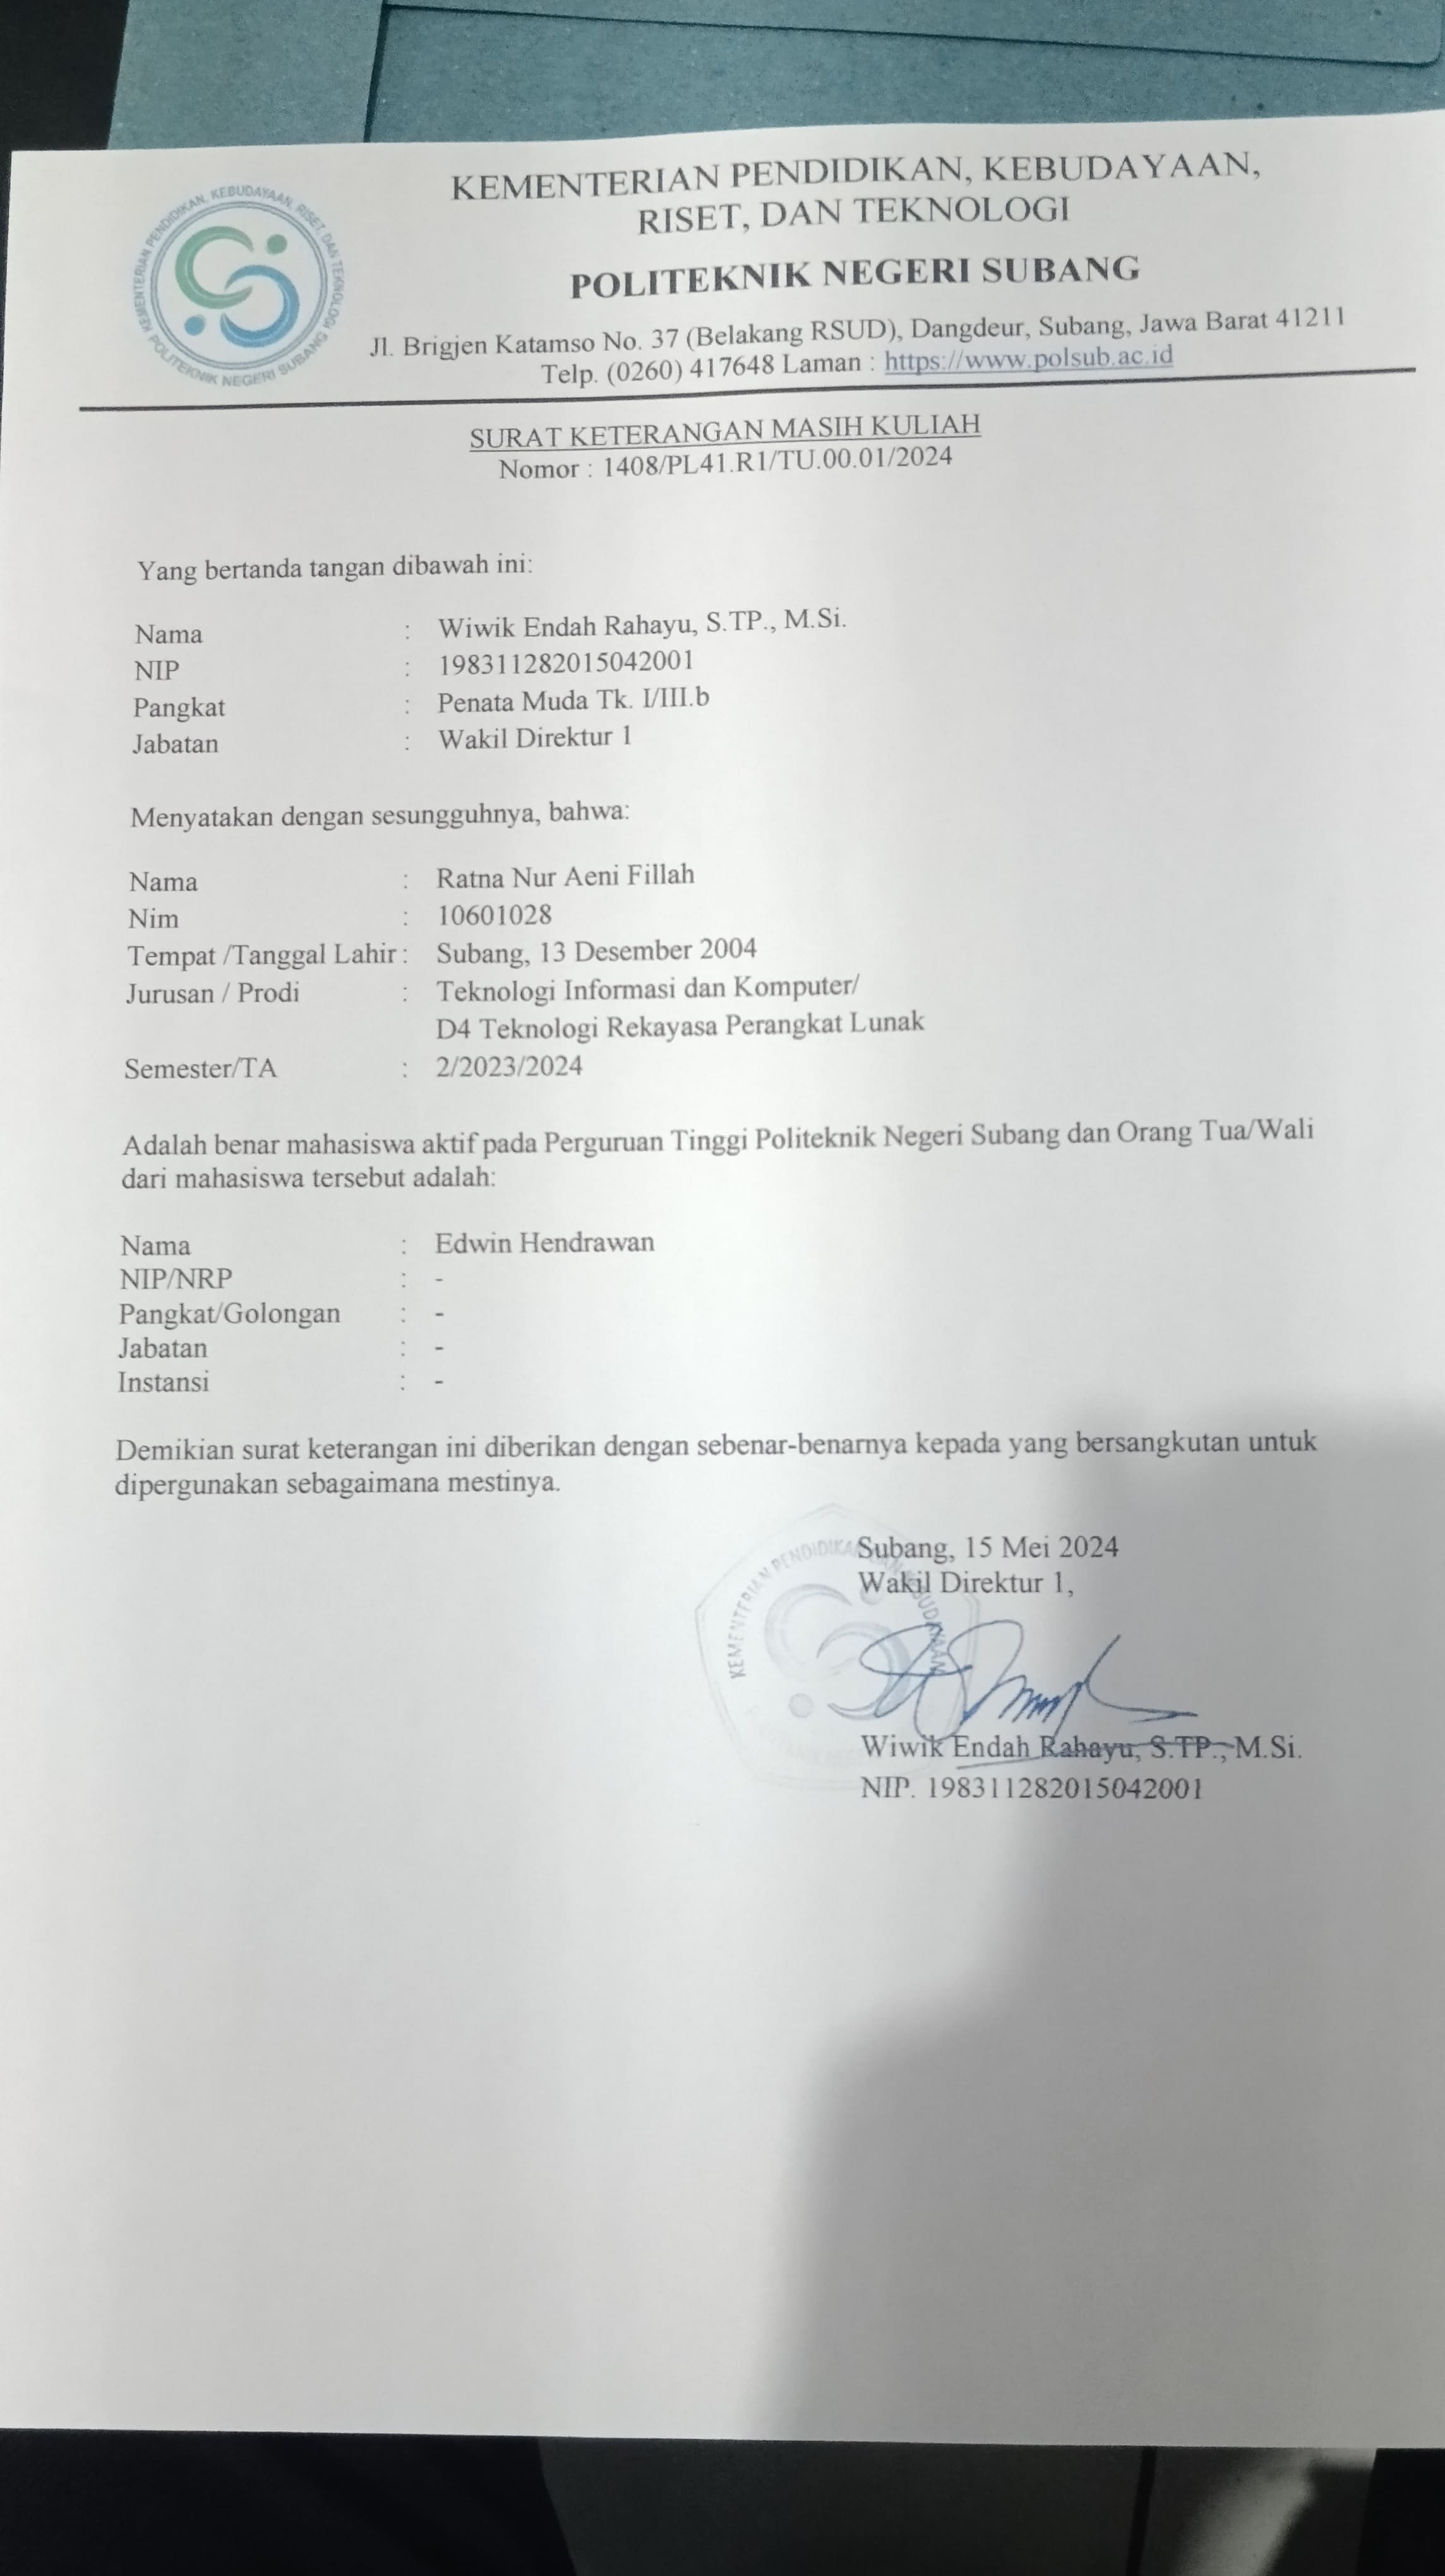 KEMENTERIAN PENDIDIKAN, KEBUDAYAAN, RISET, DAN TEKNOLOGI
POLITEKNIK NEGERI SUBANG
KEMENTERIAN PENDIDIKAN, KEBUDAYAAN,
RISET, DAN TEKNOLOGI
POLITEKNIK NEGERI SUBANG
Jl. Brigjen Katamso No. 37 (Belakang RSUD), Dangdeur, Subang, Jawa Barat 41211
Telp. (0260) 417648 Laman : https://www.polsub.ac.id
SURAT KETERANGAN MASIH KULIAH
Nomor : 1408/PL41.R1/TU.00.01/2024
Yang bertanda tangan dibawah ini:
Nama : Wiwik Endah Rahayu, S.TP., M.Si.
NIP : 198311282015042001
Pangkat : Penata Muda Tk. I/III.b
Jabatan : Wakil Direktur 1
Menyatakan dengan sesungguhnya, bahwa:
Nama : Ratna Nur Aeni Fillah
Nim : 10601028
Tempat /Tanggal Lahir : Subang, 13 Desember 2004
Jurusan / Prodi : Teknologi Informasi dan Komputer/
D4 Teknologi Rekayasa Perangkat Lunak
Semester/TA : 2/2023/2024
Adalah benar mahasiswa aktif pada Perguruan Tinggi Politeknik Negeri Subang dan Orang Tua/Wali
dari mahasiswa tersebut adalah:
Nama : Edwin Hendrawan
NIP/NRP : -
Pangkat/Golongan : -
Jabatan : -
Instansi : -
Demikian surat keterangan ini diberikan dengan sebenar-benarnya kepada yang bersangkutan untuk
dipergunakan sebagaimana mestinya.
Subang, 15 Mei 2024
Wakil Direktur 1,
KEMENTERIAN PENDIDIKAN DAN KEBUDAYAAN
Wiwik Endah Rahayu, S.TP., M.Si.
NIP. 198311282015042001